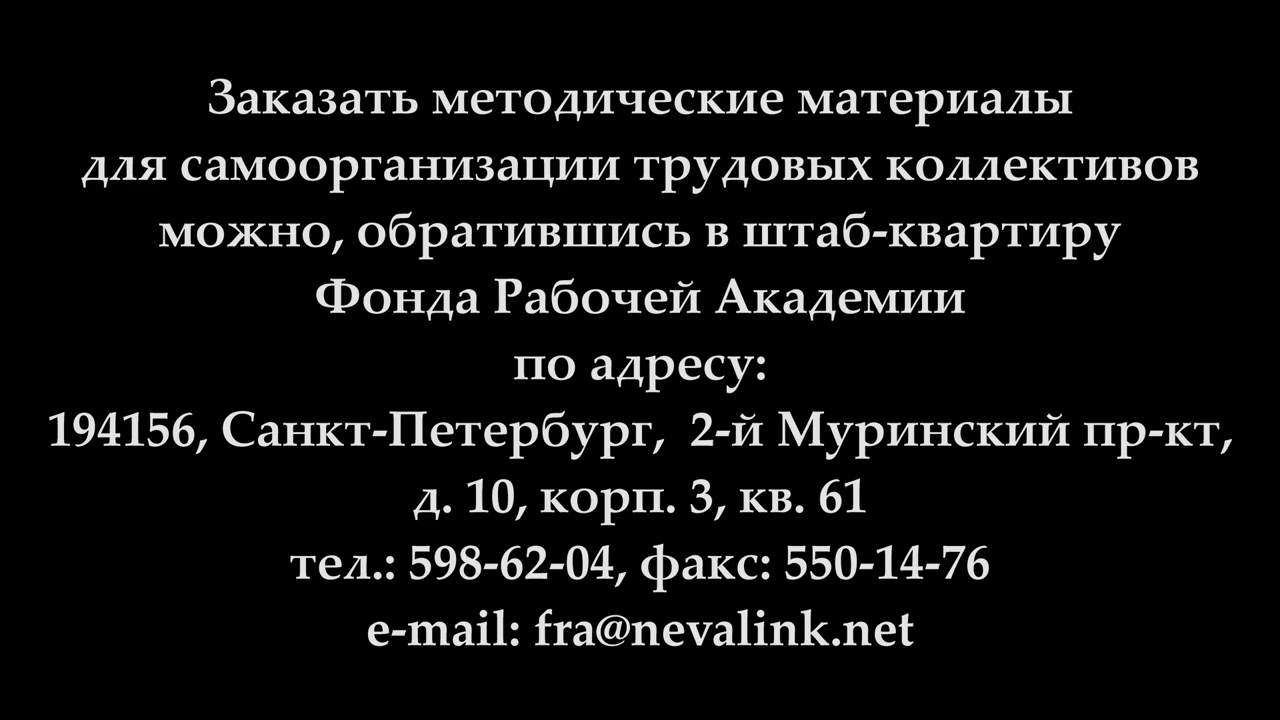 Заказать методические материалы
для самоорганизации трудовых коллективов
можно, обратившись в штаб-квартиру
Фонда Рабочей Академии
по адресу:
194156, Санкт-Петербург,  2-й Муринский пр-кт,
д. 10, корп. 3, кв. 61
тел.: 598-62-04, факс: 550-14-76
e-mail: fra@nevalink.net